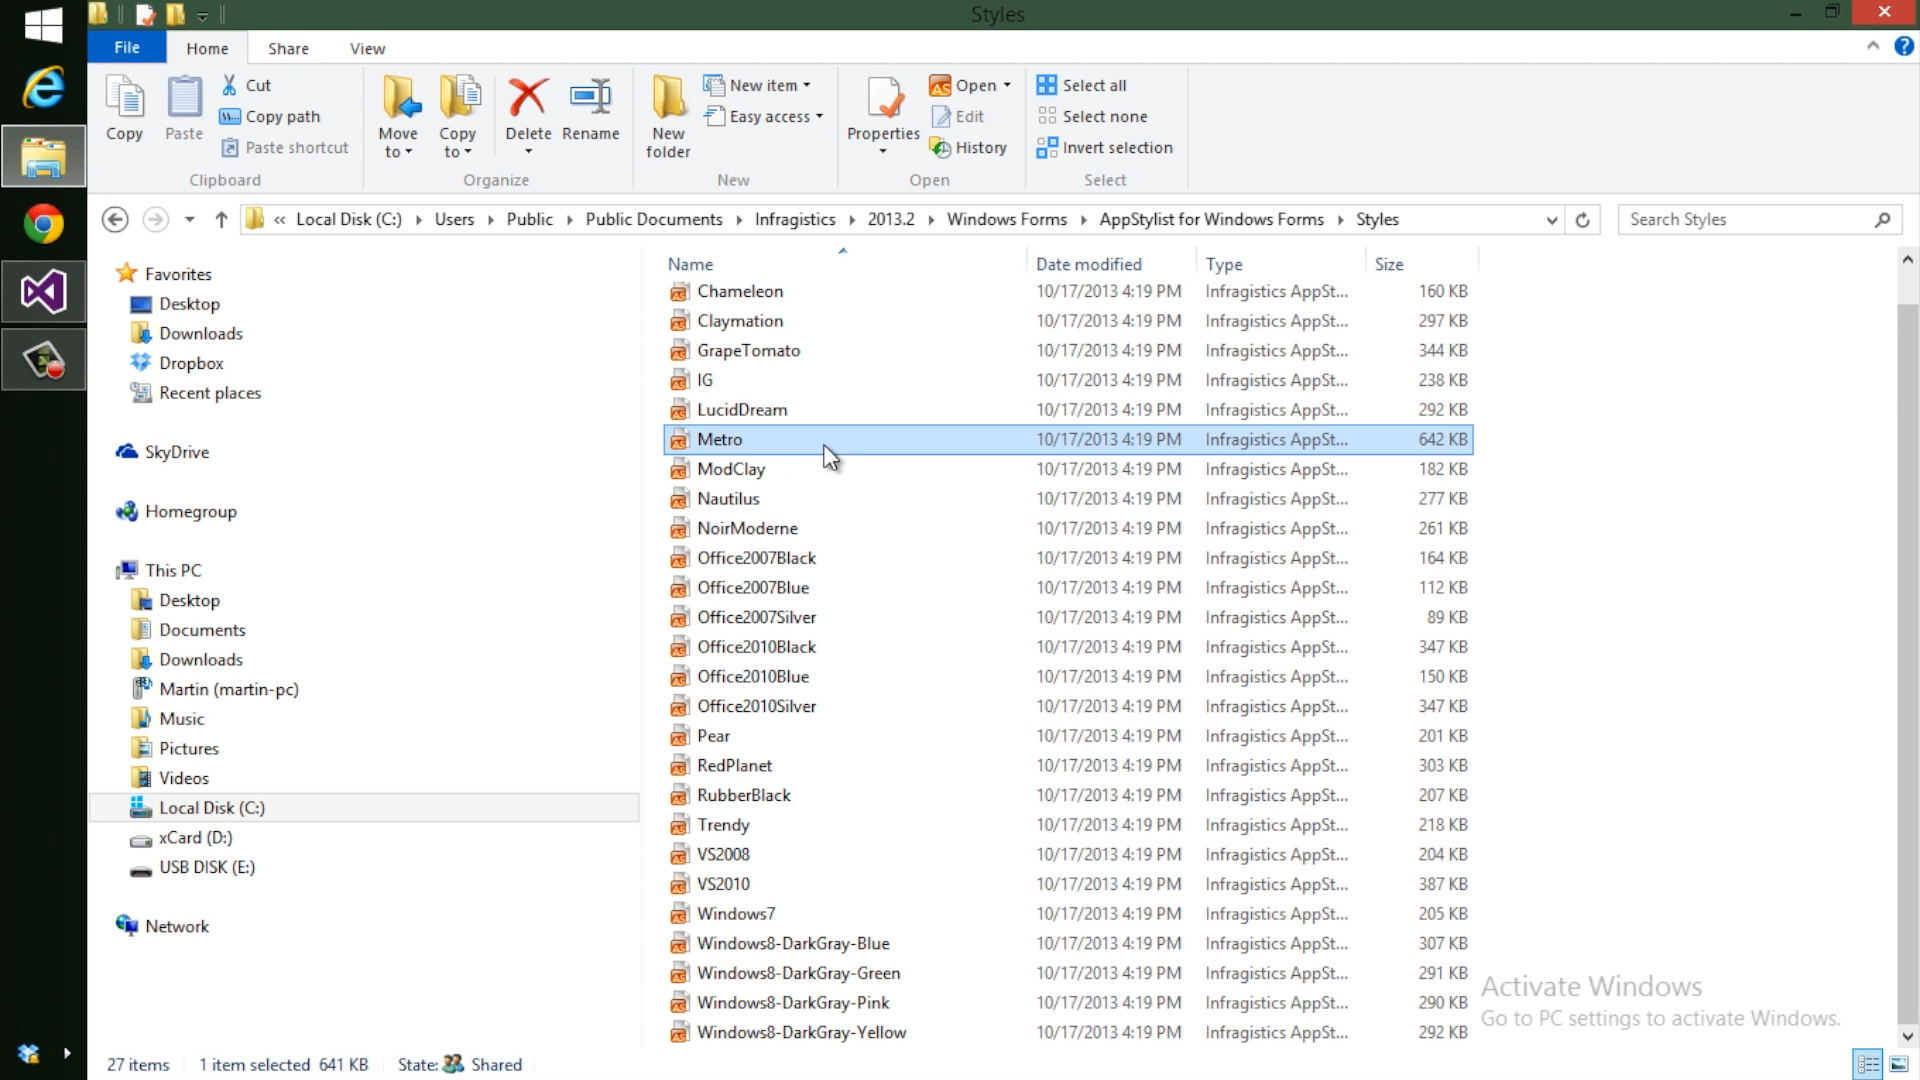 Styles
File Home Share View
Copy
Paste
Cut
Copy path
Paste shortcut
Clipboard
Move to
Copy to
Delete
Rename
Organize
New folder
New item
Easy access
New
Properties
Open
Edit
History
Open
Select all
Select none
Invert selection
Select
« Local Disk (C:) Users Public Public Documents Infragistics 2013.2 Windows Forms AppStylist for Windows Forms Styles
Search Styles
Favorites
Desktop
Downloads
Dropbox
Recent places
SkyDrive
Homegroup
This PC
Desktop
Documents
Downloads
Martin (martin-pc)
Music
Pictures
Videos
Local Disk (C:)
xCard (D:)
USB DISK (E:)
Network
Name Date modified Type Size
Chameleon 10/17/2013 4:19 PM Infragistics AppSt... 160 KB
Claymation 10/17/2013 4:19 PM Infragistics AppSt... 297 KB
GrapeTomato 10/17/2013 4:19 PM Infragistics AppSt... 344 KB
IG 10/17/2013 4:19 PM Infragistics AppSt... 238 KB
LucidDream 10/17/2013 4:19 PM Infragistics AppSt... 292 KB
Metro 10/17/2013 4:19 PM Infragistics AppSt... 642 KB
ModClay 10/17/2013 4:19 PM Infragistics AppSt... 182 KB
Nautilus 10/17/2013 4:19 PM Infragistics AppSt... 277 KB
NoirModerne 10/17/2013 4:19 PM Infragistics AppSt... 261 KB
Office2007Black 10/17/2013 4:19 PM Infragistics AppSt... 164 KB
Office2007Blue 10/17/2013 4:19 PM Infragistics AppSt... 112 KB
Office2007Silver 10/17/2013 4:19 PM Infragistics AppSt... 89 KB
Office2010Black 10/17/2013 4:19 PM Infragistics AppSt... 347 KB
Office2010Blue 10/17/2013 4:19 PM Infragistics AppSt... 150 KB
Office2010Silver 10/17/2013 4:19 PM Infragistics AppSt... 347 KB
Pear 10/17/2013 4:19 PM Infragistics AppSt... 201 KB
RedPlanet 10/17/2013 4:19 PM Infragistics AppSt... 303 KB
RubberBlack 10/17/2013 4:19 PM Infragistics AppSt... 207 KB
Trendy 10/17/2013 4:19 PM Infragistics AppSt... 218 KB
VS2008 10/17/2013 4:19 PM Infragistics AppSt... 204 KB
VS2010 10/17/2013 4:19 PM Infragistics AppSt... 387 KB
Windows7 10/17/2013 4:19 PM Infragistics AppSt... 205 KB
Windows8-DarkGray-Blue 10/17/2013 4:19 PM Infragistics AppSt... 307 KB
Windows8-DarkGray-Green 10/17/2013 4:19 PM Infragistics AppSt... 291 KB
Windows8-DarkGray-Pink 10/17/2013 4:19 PM Infragistics AppSt... 290 KB
Windows8-DarkGray-Yellow 10/17/2013 4:19 PM Infragistics AppSt... 292 KB
Activate Windows
Go to PC settings to activate Windows.
27 items 1 item selected 641 KB State: Shared